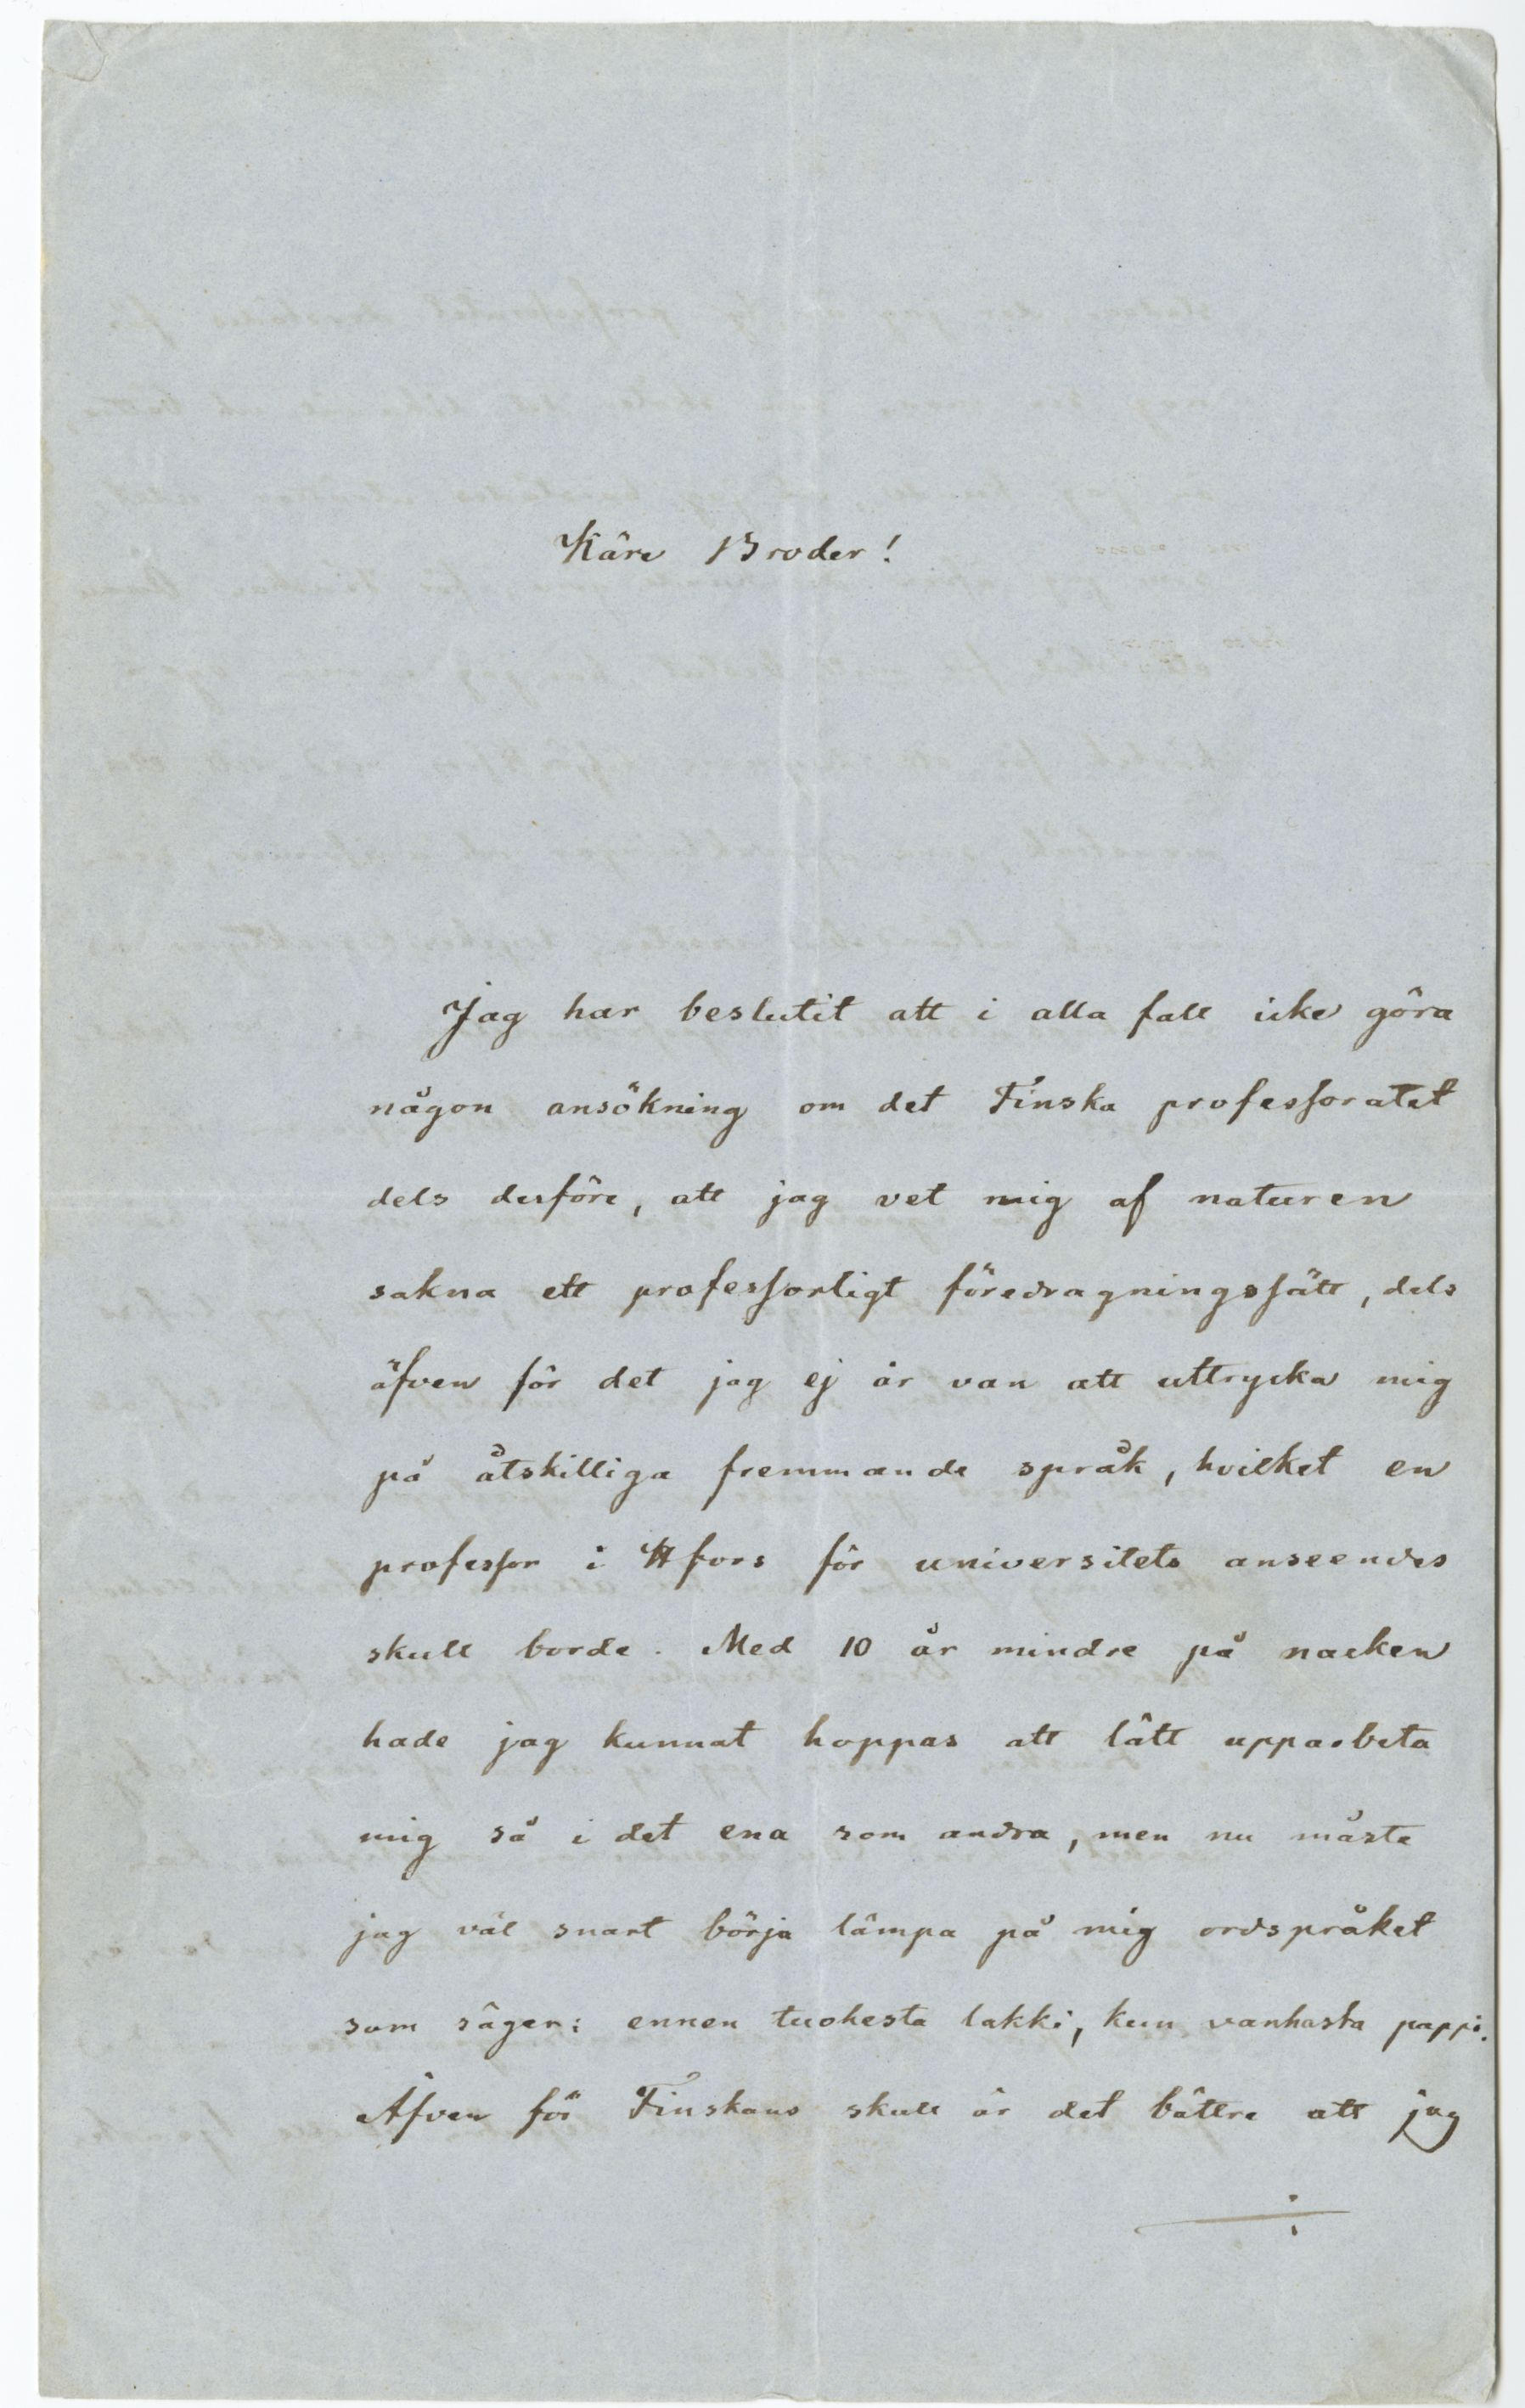 Käre Broder!
Jag har beslutit att i alla fall icke göra
någon ansökning om det Finska professoratet
dels derföre, att jag vet mig af naturen
sakna ett professorligt föredragningssätt, dels
äfven för det jag ej är van att uttrycka mig
på åtskilliga fremmande språk, hvilket en
professor i Hfors för universitets anseendes
skull borde. Med 10 år mindre på nacken
hade jag kunnat hoppas att lätt upparbeta
mig så i det ena som andra, men nu måste
jag väl snart börja lämpa på mig ordspråket
som säger: ennen tuohesta lakki, kun vanhasta pappi.
Äfven för Finskans skull är det bättre att jag
÷